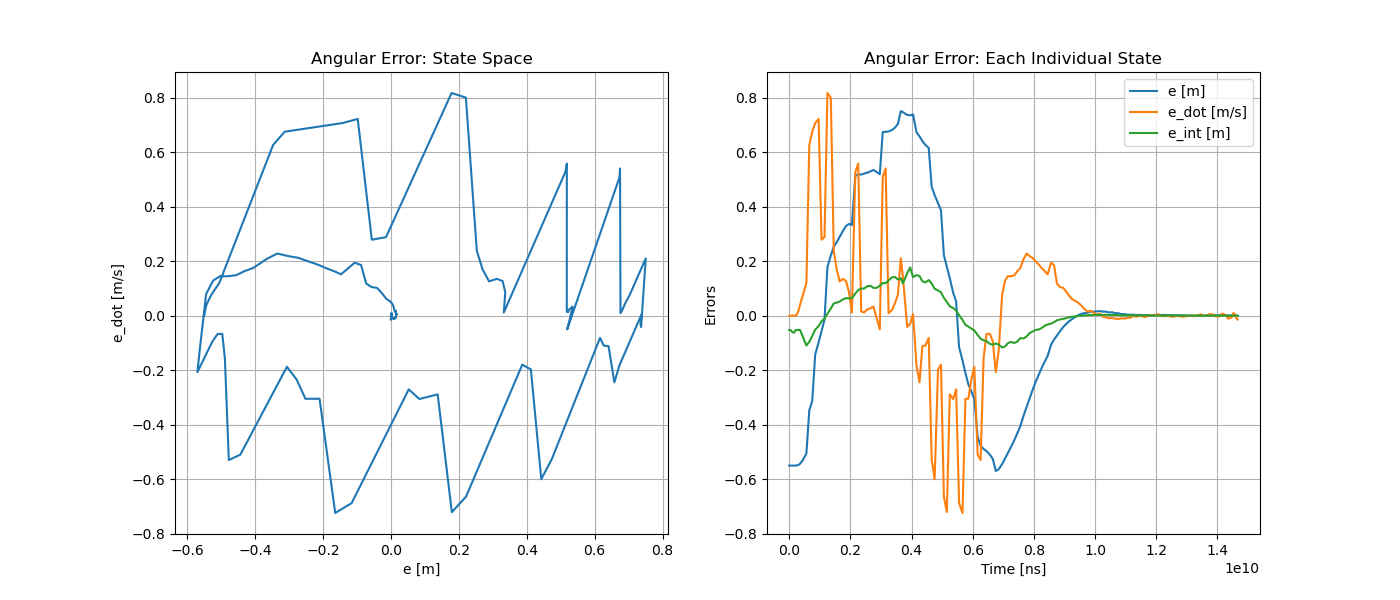 Angular Error: State Space
0.8
0.6
0.4
0.2
0.0
−0.2
−0.4
−0.6
−0.8
e_dot [m/s]
−0.6 −0.4 −0.2 0.0 0.2 0.4 0.6 0.8
e [m]
Angular Error: Each Individual State
e [m]
e_dot [m/s]
e_int [m]
0.8
0.6
0.4
0.2
0.0
−0.2
−0.4
−0.6
−0.8
Errors
0.0 0.2 0.4 0.6 0.8 1.0 1.2 1.4
Time [ns]
1e10